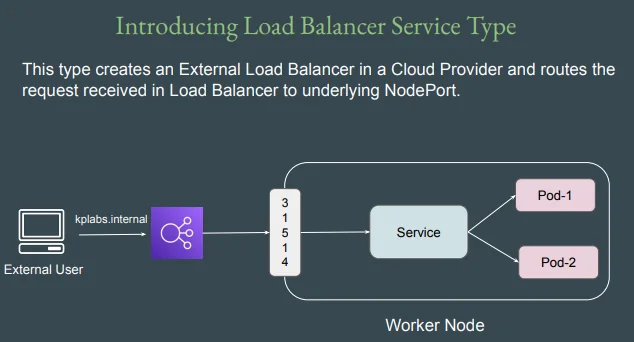 Introducing Load Balancer Service Type
This type creates an External Load Balancer in a Cloud Provider and routes the
request received in Load Balancer to underlying NodePort.
kplabs.internal
External User
3
1
5
1
4
Service
Pod-1
Pod-2
Worker Node